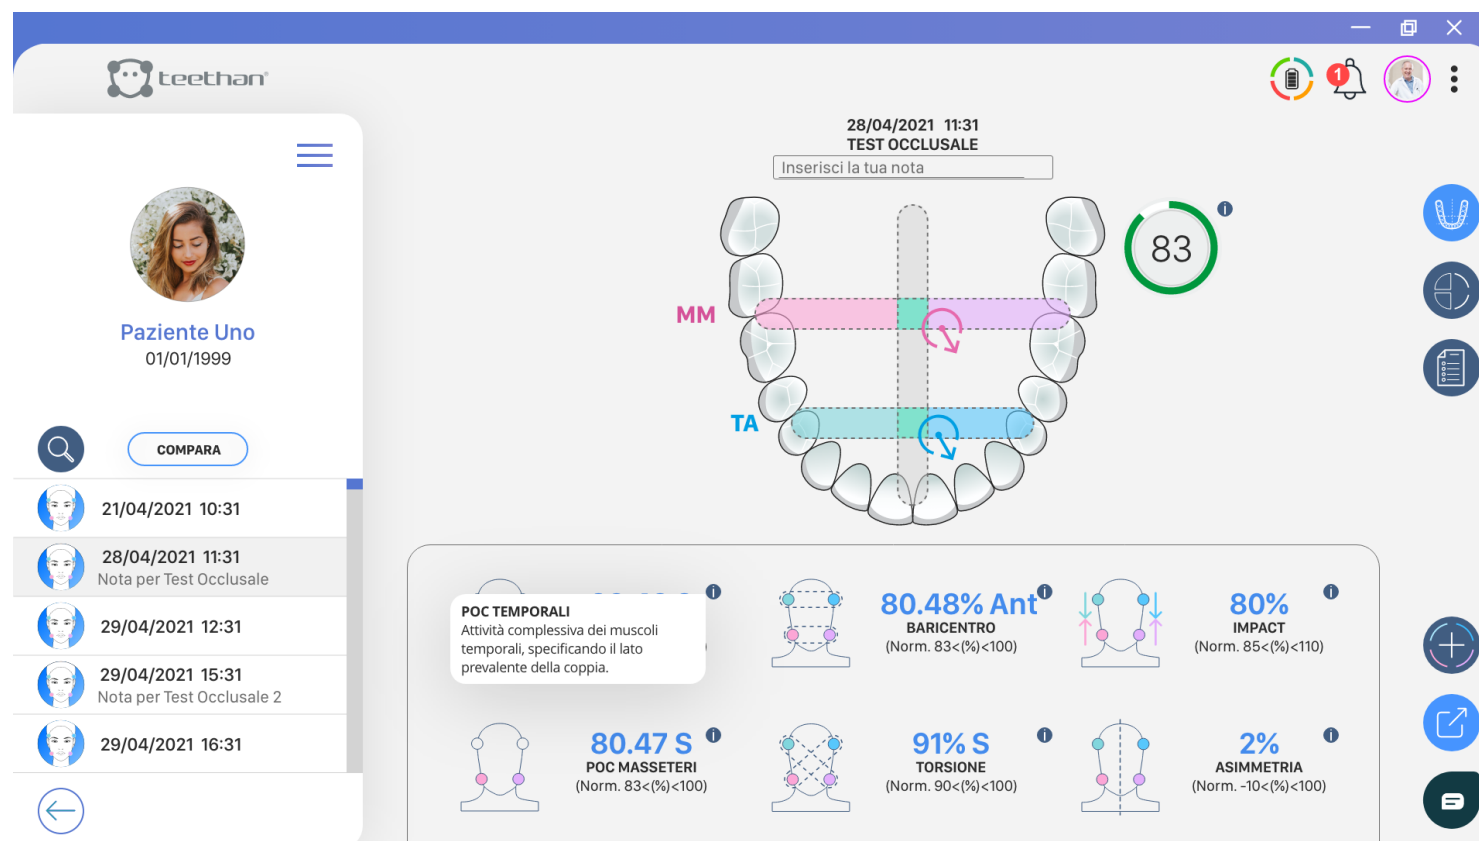 teethan®
1
28/04/2021 11:31
TEST OCCLUSALE
Inserisci la tua nota
83
MM
TA
Paziente Uno
01/01/1999
COMPARA
21/04/2021 10:31
28/04/2021 11:31
Nota per Test Occlusale
29/04/2021 12:31
29/04/2021 15:31
Nota per Test Occlusale 2
29/04/2021 16:31
POC TEMPORALI
Attività complessiva dei muscoli
temporali, specificando il lato
prevalente della coppia.
80.48% Ant
BARICENTRO
(Norm. 83<(%)<100)
80%
IMPACT
(Norm. 85<(%)<110)
80.47 S
POC MASSETERI
(Norm. 83<(%)<100)
91% S
TORSIONE
(Norm. 90<(%)<100)
2%
ASIMMETRIA
(Norm. -10<(%)<100)